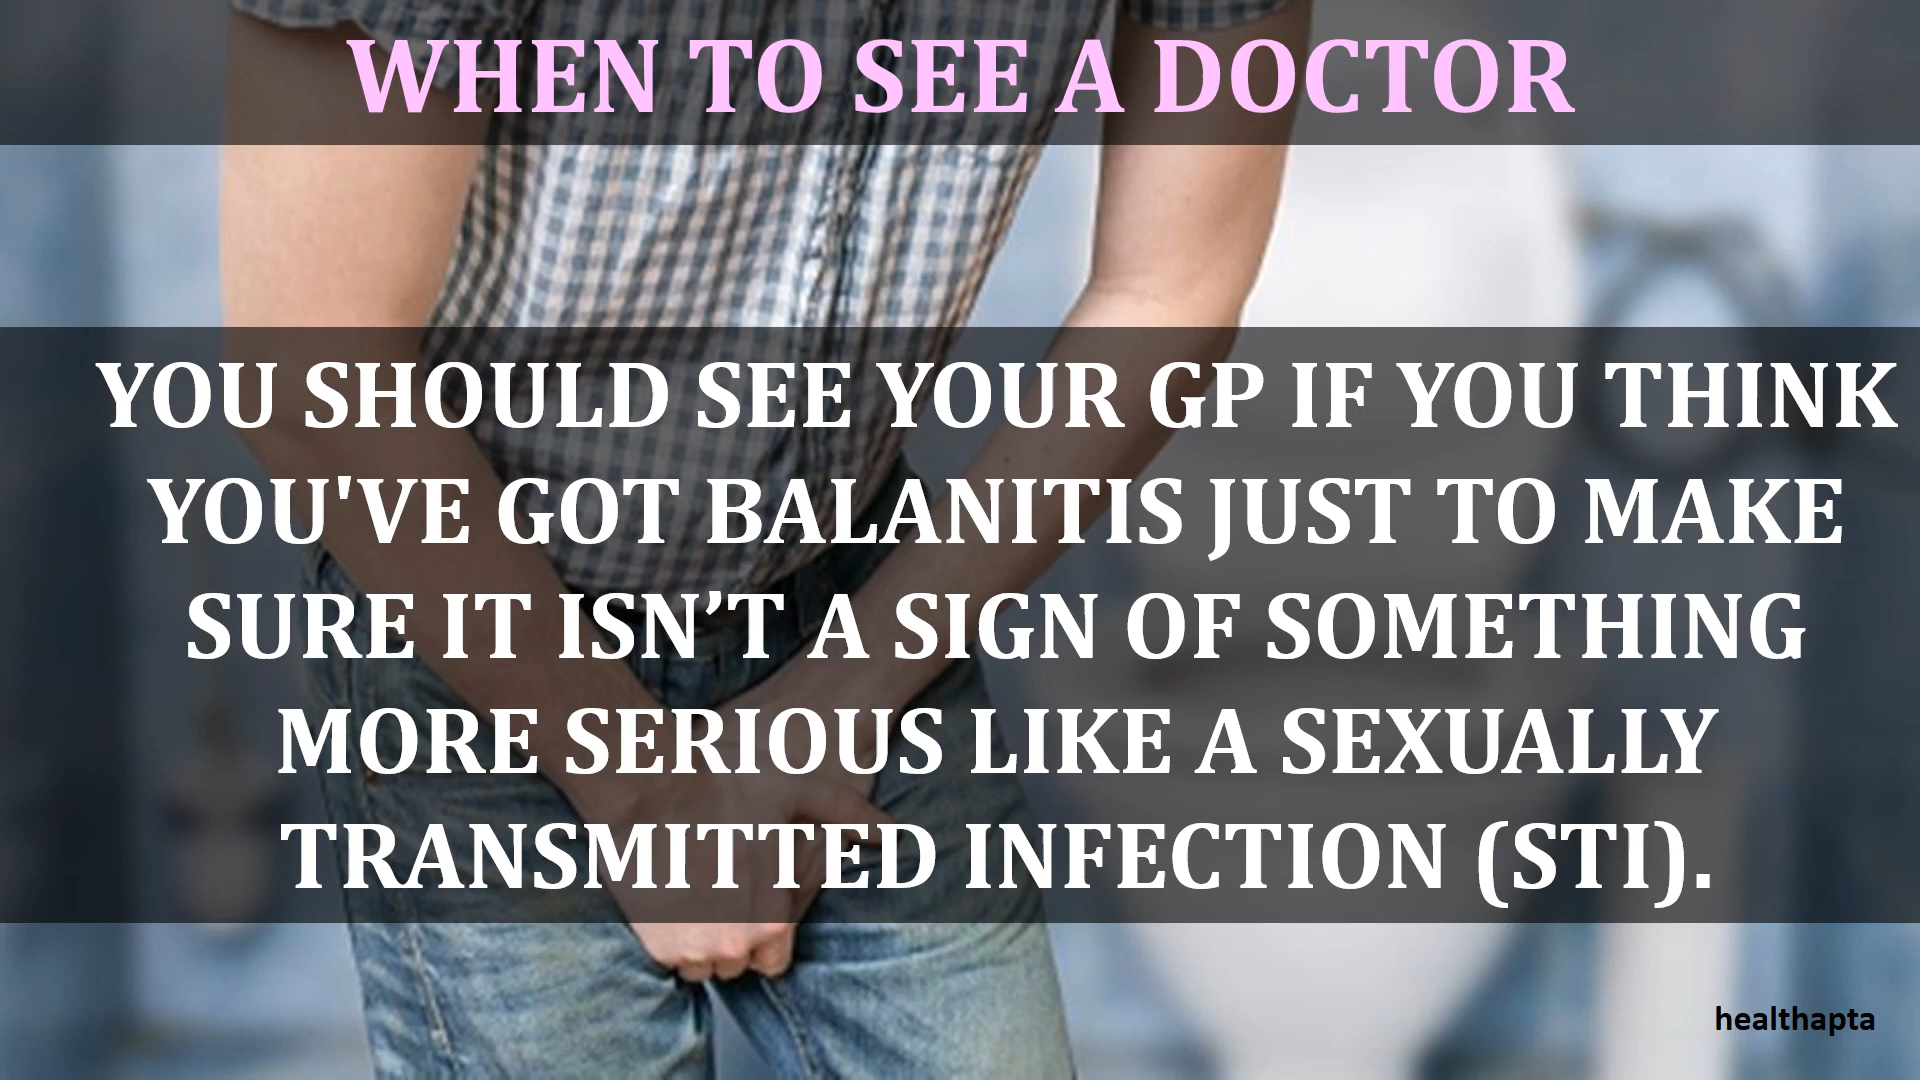 WHEN TO SEE A DOCTOR
YOU SHOULD SEE YOUR GP IF YOU THINK
YOU'VE GOT BALANITIS JUST TO MAKE
SURE IT ISN’T A SIGN OF SOMETHING
MORE SERIOUS LIKE A SEXUALLY
TRANSMITTED INFECTION (STI).
healthapta